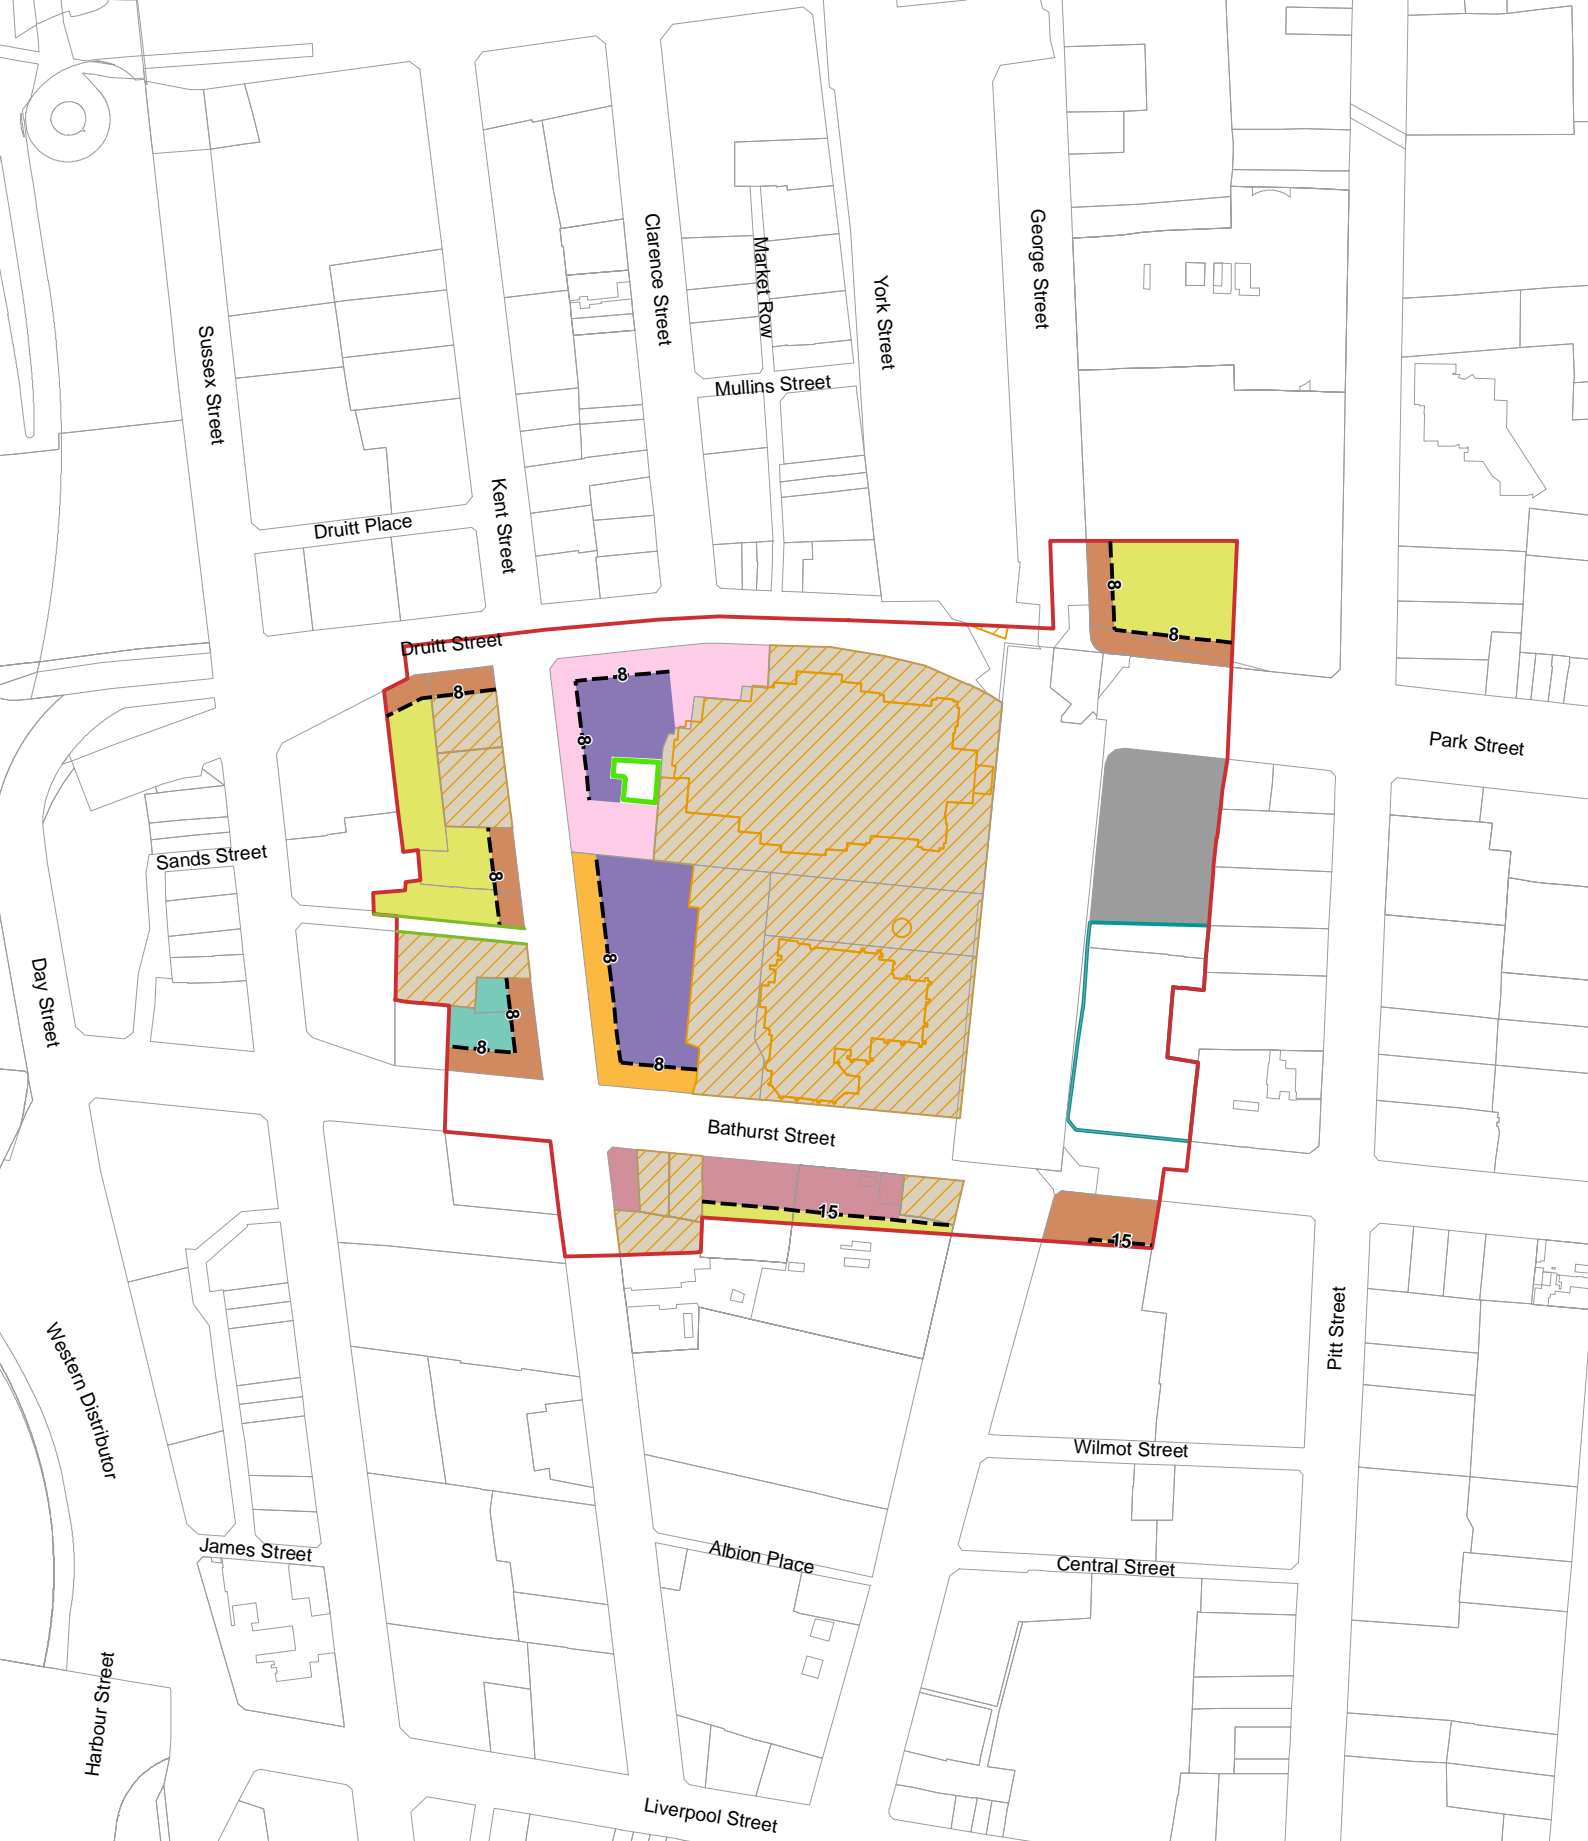 Clarence Street
George Street
Market Row
York Street
Sussex Street
Mullins Street
Kent Street
Druitt Place
8
8
Druitt Street
8
8
Park Street
8
Sands Street
8
8
Day Street
8
8
8
Bathurst Street
15
15
Pitt Street
Western Distributor
Wilmot Street
James Street
Albion Place
Central Street
Harbour Street
Liverpool Street